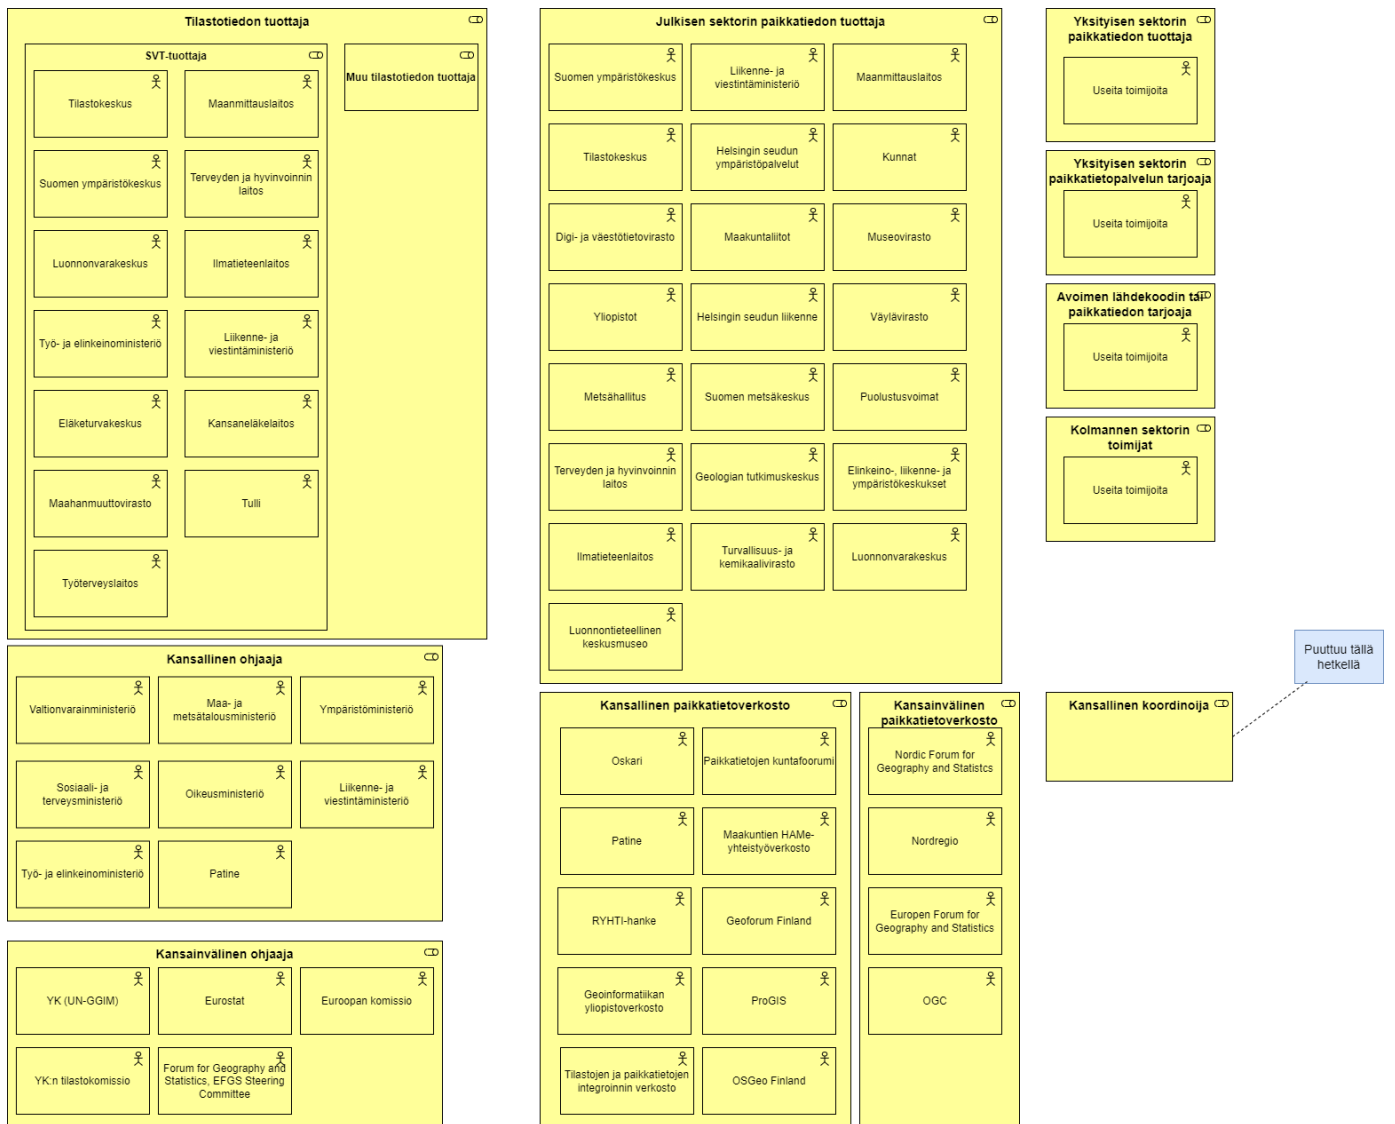 Tilastotiedon tuottaja
SVT-tuottaja
Tilastokeskus
Maanmittauslaitos
Suomen ympäristökeskus
Terveyden ja hyvinvoinnin
laitos
Luonnonvarakeskus
Ilmatieteenlaitos
Työ- ja elinkeinoministeriö
Liikenne- ja
viestintäministeriö
Eläketurvakeskus
Kansaneläkelaitos
Maahanmuuttovirasto
Tulli
Työterveyslaitos
Muu tilastotiedon tuottaja
Julkisen sektorin paikkatiedon tuottaja
Suomen ympäristökeskus
Liikenne- ja
viestintäministeriö
Maanmittauslaitos
Tilastokeskus
Helsingin seudun
ympäristöpalvelut
Kunnat
Digi- ja väestötietovirasto
Maakuntaliitot
Museovirasto
Yliopistot
Helsingin seudun liikenne
Väylävirasto
Metsähallitus
Suomen metsäkeskus
Puolustusvoimat
Terveyden ja hyvinvoinnin
laitos
Geologian tutkimuskeskus
Elinkeino-, liikenne- ja
ympäristökeskukset
Ilmatieteenlaitos
Turvallisuus- ja
kemikaalivirasto
Luonnonvarakeskus
Luonnontieteellinen
keskusmuseo
Yksityisen sektorin
paikkatiedon tuottaja
Useita toimijoita
Yksityisen sektorin
paikkatietopalvelun tarjoaja
Useita toimijoita
Avoimen lähdekoodin tai
paikkatiedon tarjoaja
Useita toimijoita
Kolmannen sektorin
toimijat
Useita toimijoita
Puuttuu tällä
hetkellä
Kansallinen ohjaaja
Valtionvarainministeriö
Maa- ja
metsätalousministeriö
Ympäristöministeriö
Sosiaali- ja
terveysministeriö
Oikeusministeriö
Liikenne- ja
viestintäministeriö
Työ- ja elinkeinoministeriö
Patine
Kansainvälinen ohjaaja
YK (UN-GGIM)
Eurostat
Euroopan komissio
YK:n tilastokomissio
Forum for Geography and
Statistics, EFGS Steering
Committee
Kansallinen paikkatietoverkosto
Oskari
Paikkatietojen kuntafoorumi
Patine
Maakuntien HAMe-
yhteistyöverkosto
RYHTI-hanke
Geoforum Finland
Geoinformatiikan
yliopistoverkosto
ProGIS
Tilastojen ja paikkatietojen
integroinnin verkosto
OSGeo Finland
Kansainvälinen
paikkatietoverkosto
Nordic Forum for
Geography and Statistcs
Nordregio
Europen Forum for
Geography and Statistics
OGC
Kansallinen koordinoija